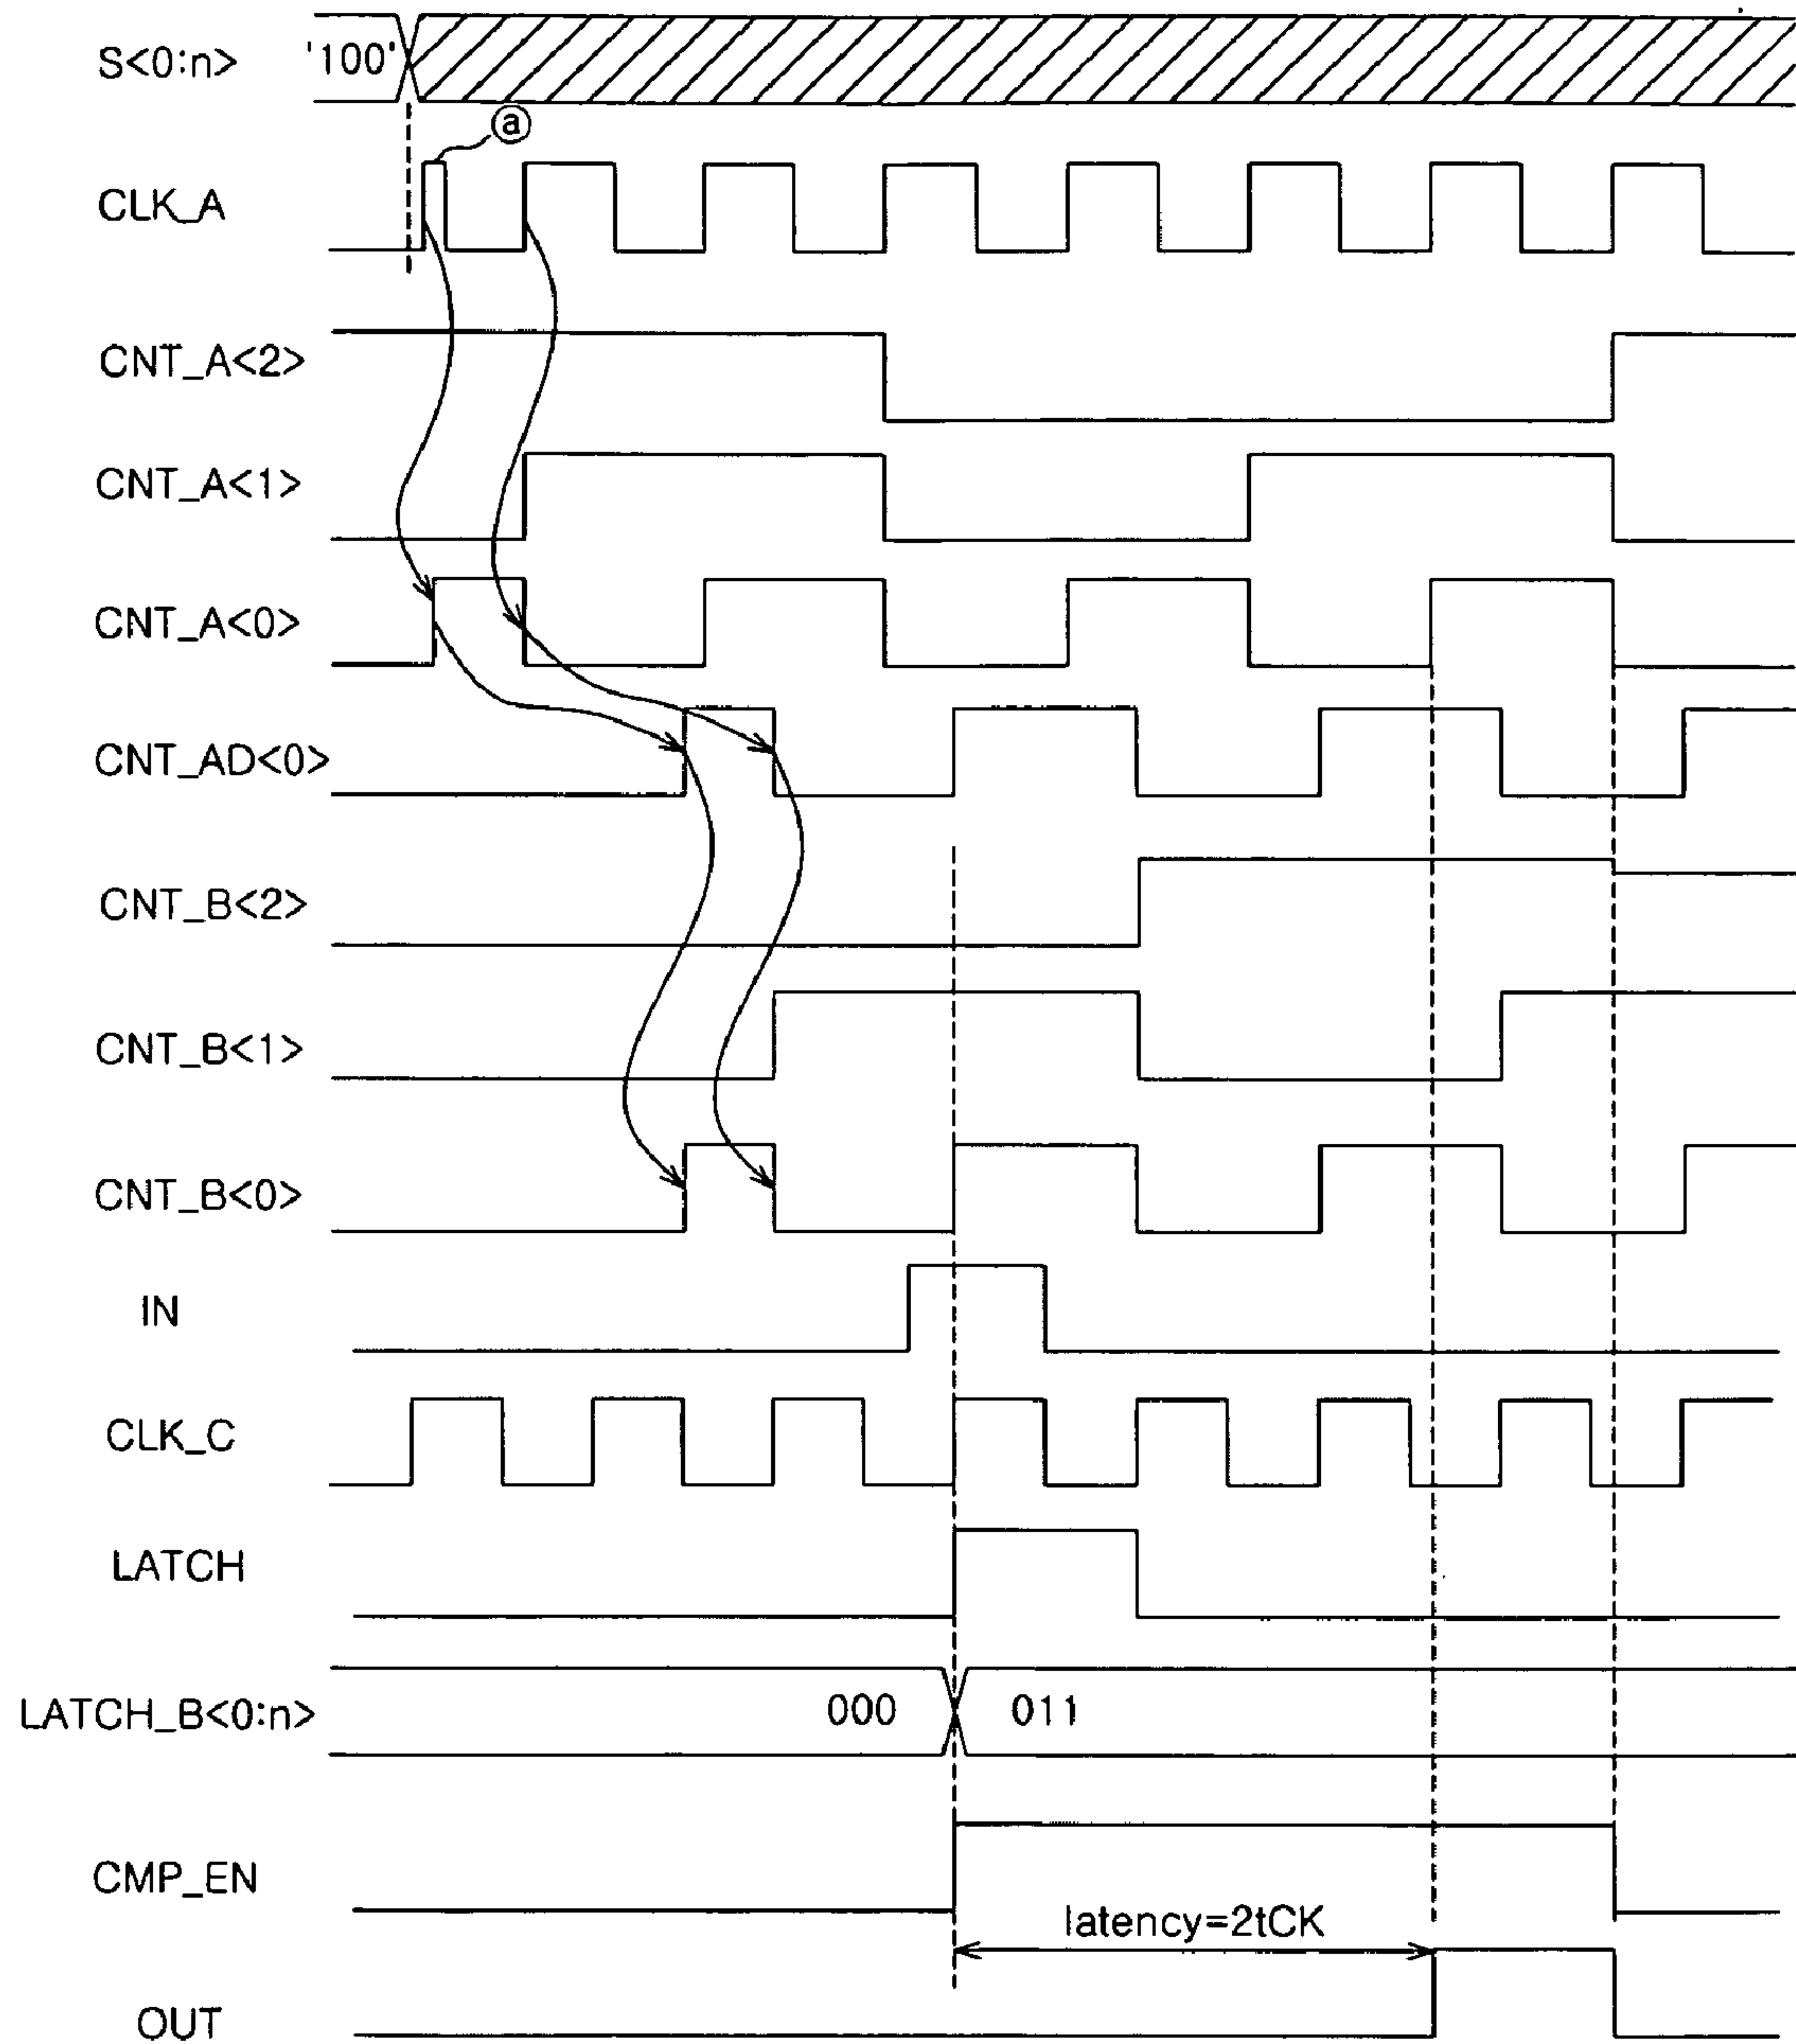 S<0:n> '100'
ⓐ
CLK_A
CNT_A<2>
CNT_A<1>
CNT_A<0>
CNT_AD<0>
CNT_B<2>
CNT_B<1>
CNT_B<0>
IN
CLK_C
LATCH
LATCH_B<0:n> 000 011
CMP_EN
latency=2tCK
OUT